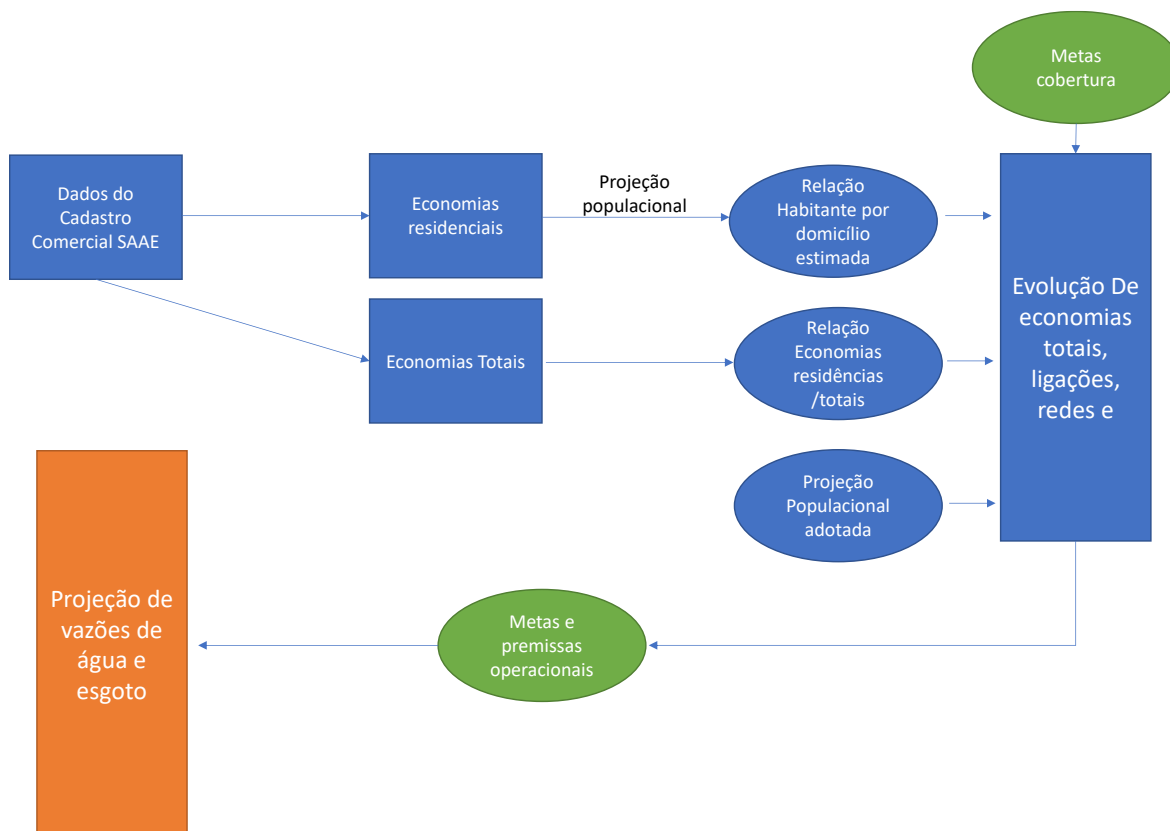 Metas
cobertura
Dados do
Cadastro
Comercial SAAE
Economias
residenciais
Projeção
populacional
Relação
Habitante por
domicílio
estimada
Evolução De
economias
totais,
ligações,
redes e
Economias Totais
Relação
Economias
residências
/totais
Projeção
Populacional
adotada
Projeção de
vazões de
água e
esgoto
Metas e
premissas
operacionais